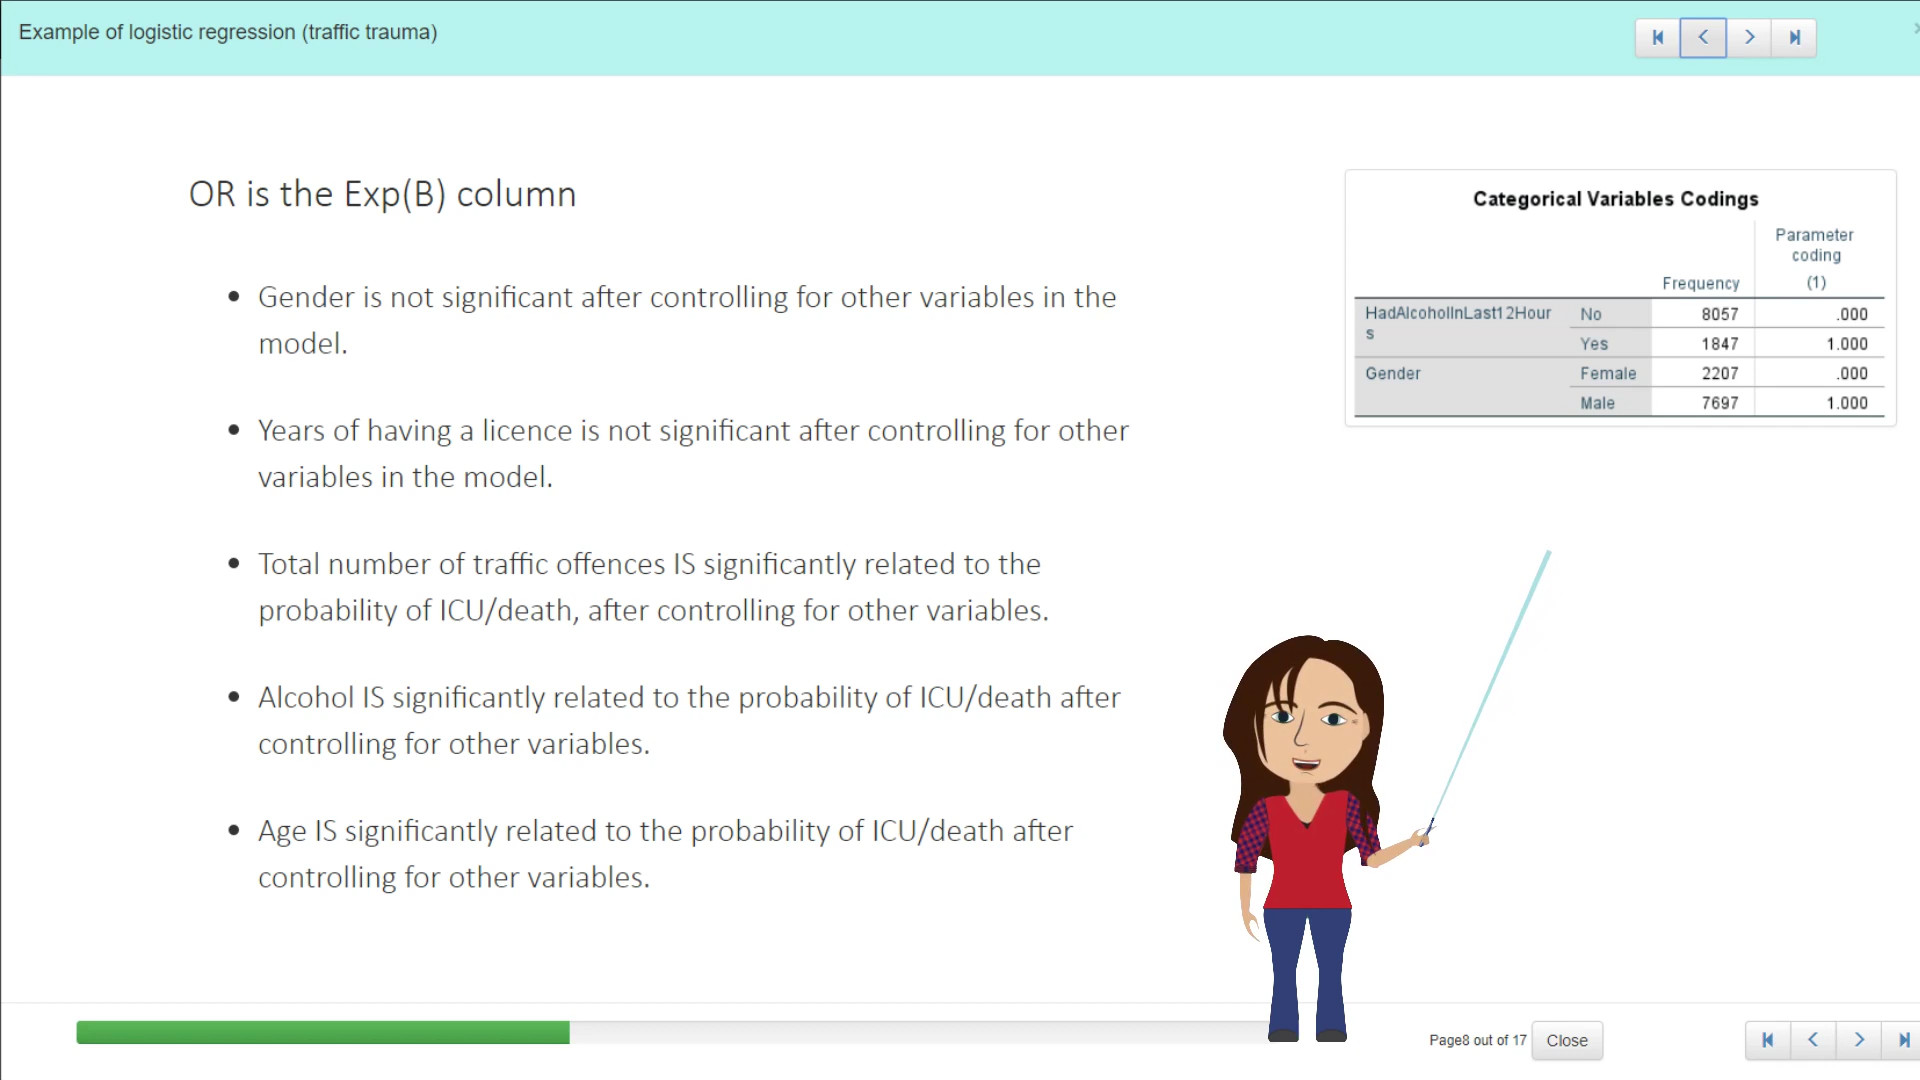 Example of logistic regression (traffic trauma)
OR is the Exp(B) column
Gender is not significant after controlling for other variables in the
model.
Years of having a licence is not significant after controlling for other
variables in the model.
Total number of traffic offences IS significantly related to the
probability of ICU/death, after controlling for other variables.
Alcohol IS significantly related to the probability of ICU/death after
controlling for other variables.
Age IS significantly related to the probability of ICU/death after
controlling for other variables.
Categorical Variables Codings
Parameter
coding
Frequency (1)
HadAlcoholInLast12Hour No 8057 .000
s
Yes 1847 1.000
Gender Female 2207 .000
Male 7697 1.000
Page8 out of 17 Close